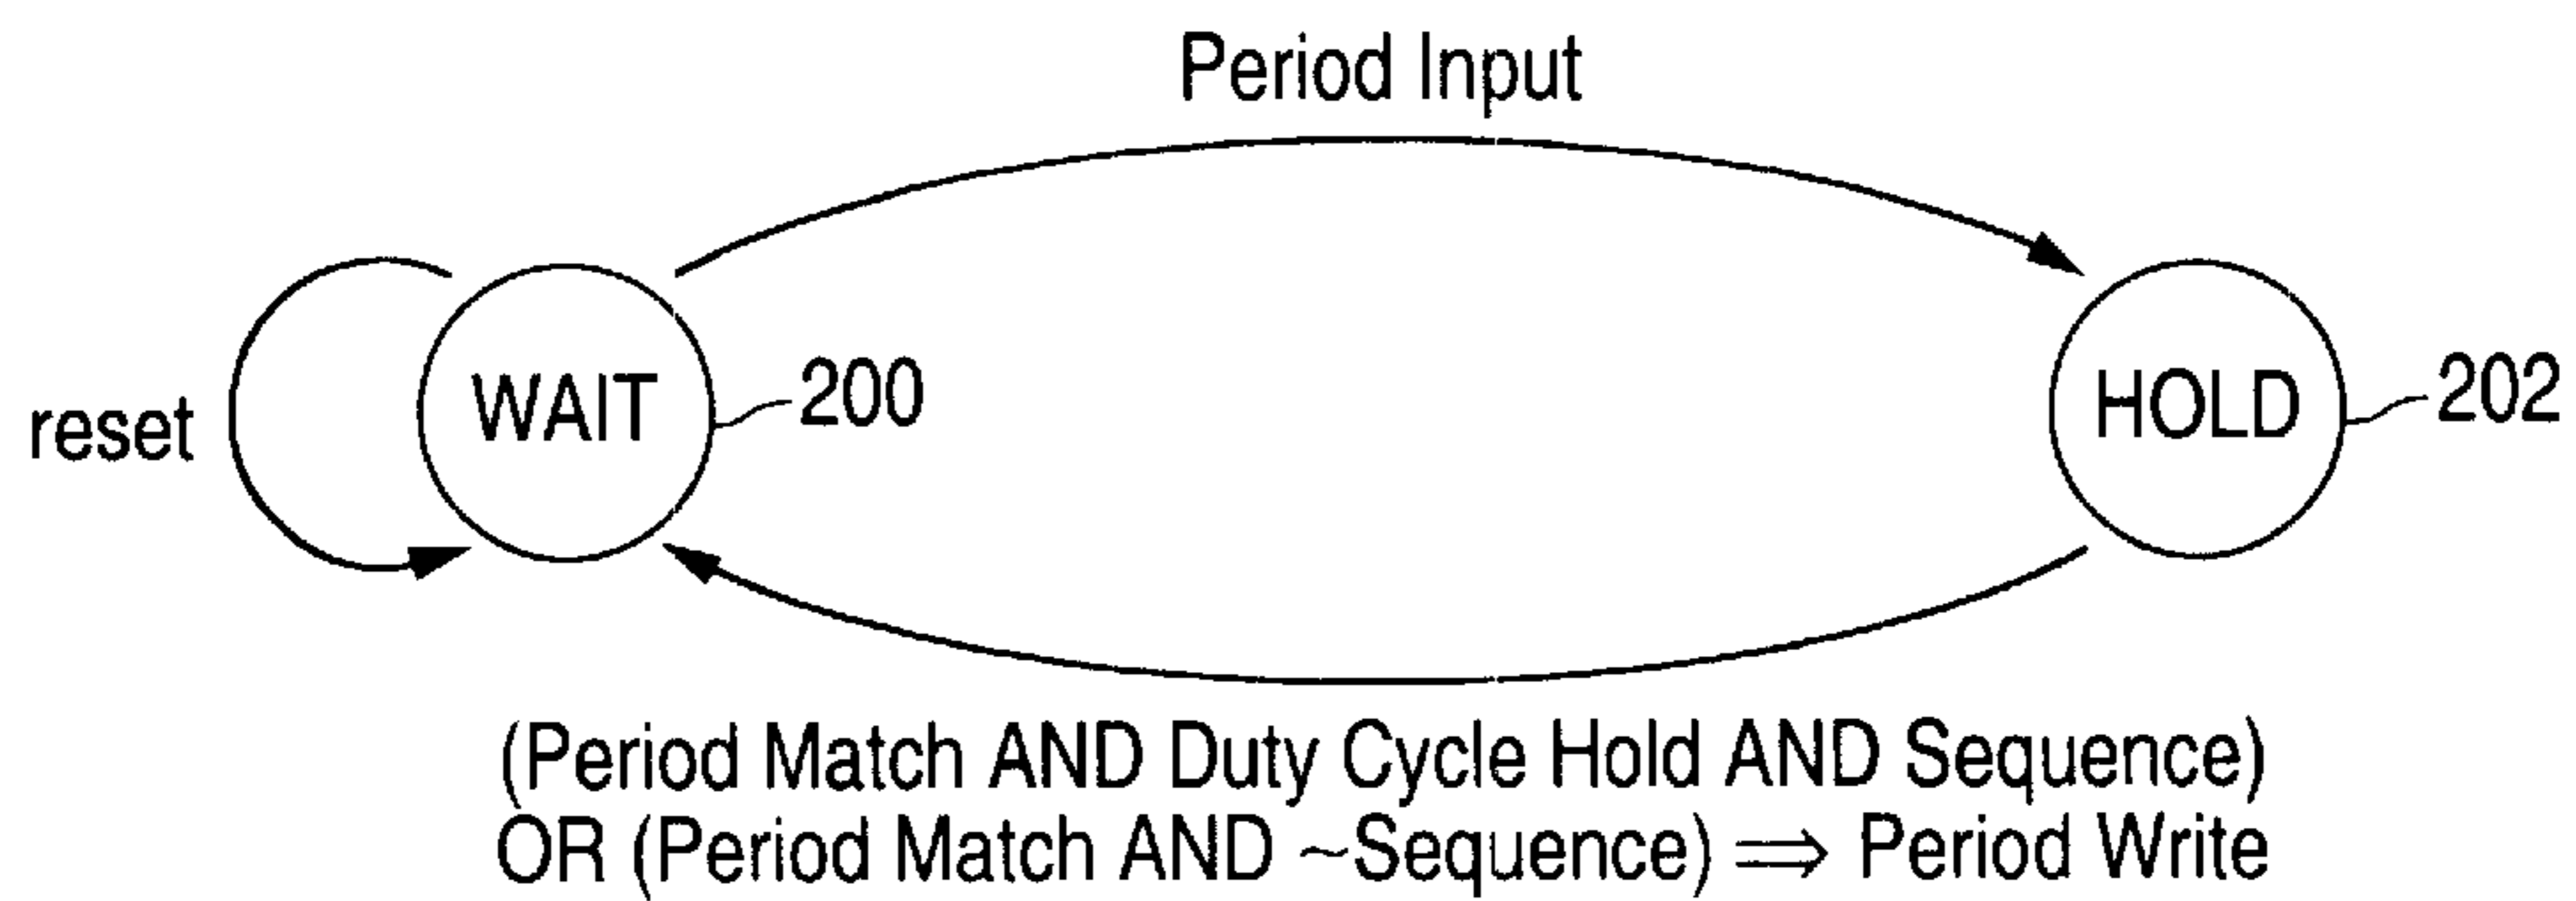 Period Input
reset
WAIT
200
HOLD
202
(Period Match AND Duty Cycle Hold AND Sequence)
OR (Period Match AND ~Sequence) ⇒ Period Write